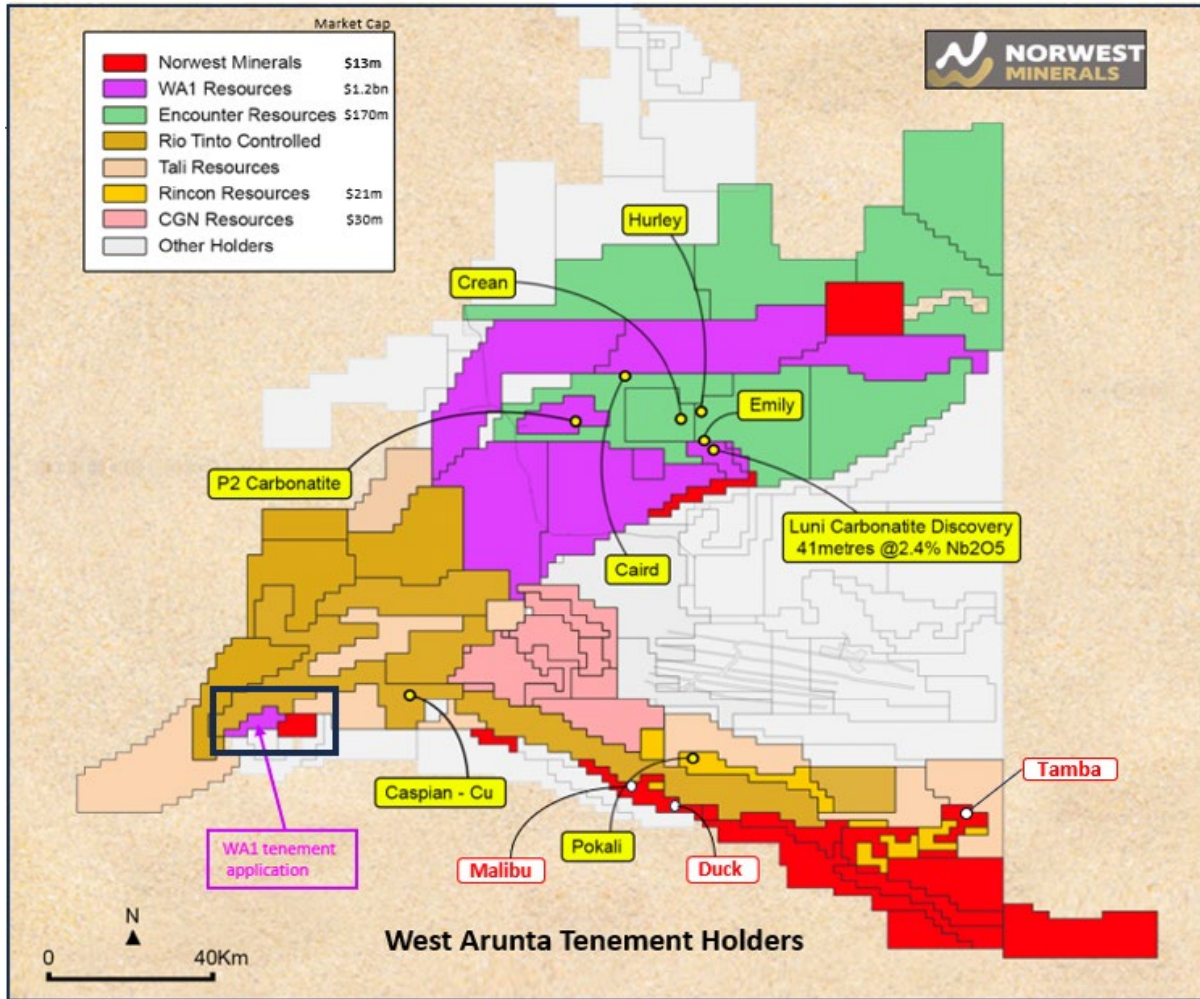 Market Cap
Norwest Minerals $13m
WA1 Resources $1.2bn
Encounter Resources $170m
Rio Tinto Controlled
Tali Resources
Rincon Resources $21m
CGN Resources $30m
Other Holders
NORWEST
MINERALS
Hurley
Crean
Emily
P2 Carbonatite
Luni Carbonatite Discovery
41metres @2.4% Nb2O5
Caird
Tamba
Caspian - Cu
Pokali
WA1 tenement
application
Malibu
Duck
N
West Arunta Tenement Holders
0 40Km